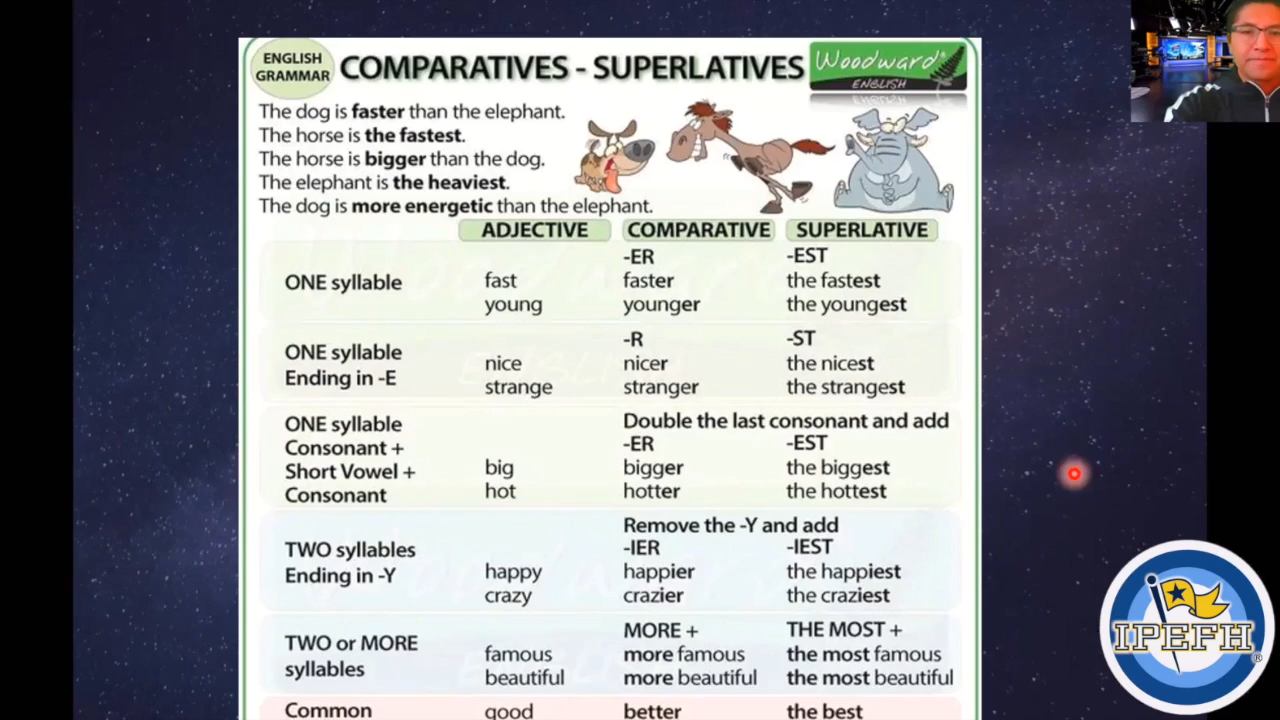 ENGLISH
GRAMMAR
COMPARATIVES - SUPERLATIVES
Woodward®
ENGLISH
The dog is faster than the elephant.
The horse is the fastest.
The horse is bigger than the dog.
The elephant is the heaviest.
The dog is more energetic than the elephant.
ADJECTIVE COMPARATIVE SUPERLATIVE
-ER -EST
ONE syllable fast faster the fastest
young younger the youngest
-R -ST
ONE syllable
Ending in -E
nice nicer the nicest
strange stranger the strangest
ONE syllable
Consonant +
Short Vowel +
Consonant
Double the last consonant and add
-ER -EST
big bigger the biggest
hot hotter the hottest
Remove the -Y and add
-IER -IEST
TWO syllables
Ending in -Y
happy happier the happiest
crazy crazier the craziest
MORE + THE MOST +
TWO or MORE
syllables
famous more famous the most famous
beautiful more beautiful the most beautiful
Common good better the best
IPEFH®